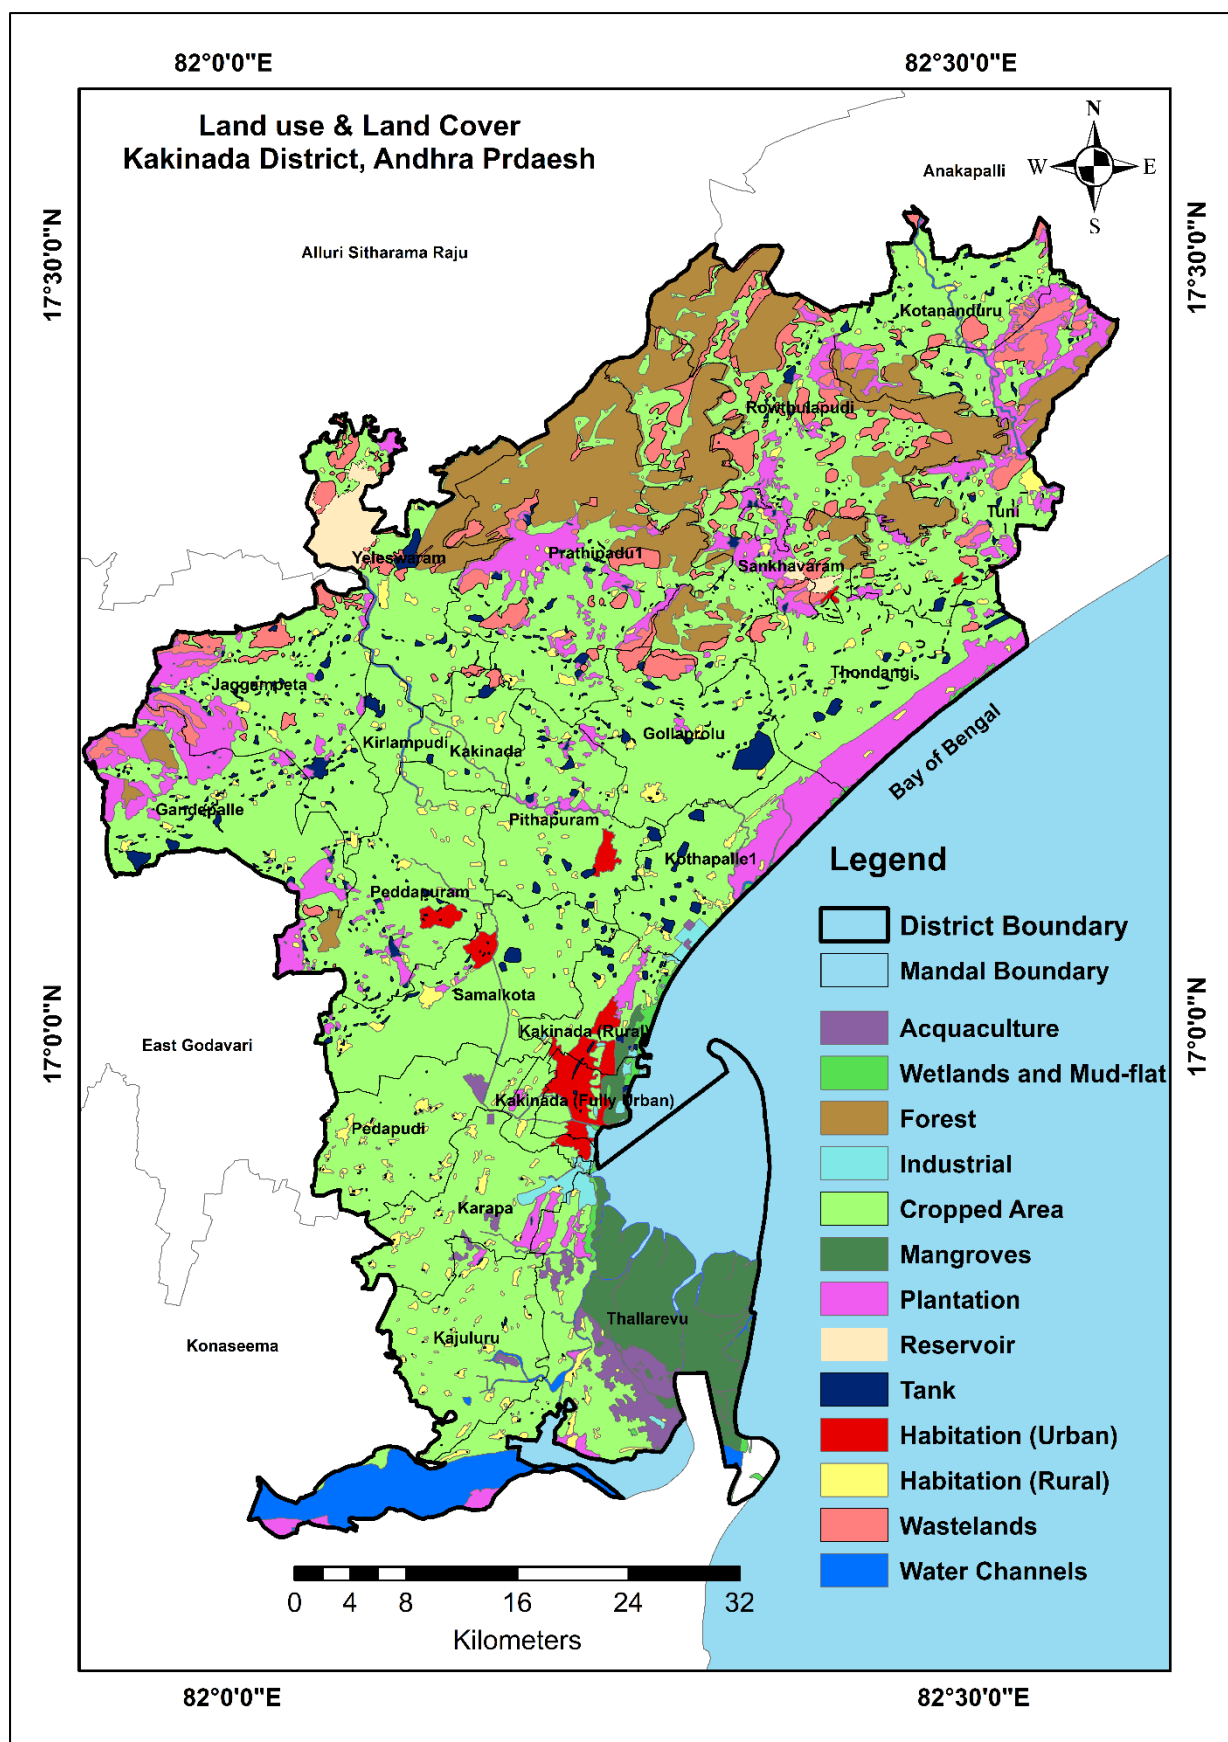 82°0'0"E
82°30'0"E
Land use & Land Cover
Kakinada District, Andhra Prdaesh
N
W
E
S
Anakapalli
Alluri Sitharama Raju
17°30'0"N
17°30'0"N
Kotananduru
Rowthulapudi
Tuni
Yeleswaram
Prathipadu1
Sankhavaram
Thondangi
Jaggampeta
Kirlampudi
Kakinada
Gollaprolu
Bay of Bengal
Gandepalle
Pithapuram
Kothapalle1
Peddapuram
Samalkota
Kakinada (Rural)
17°0'0"N
17°0'0"N
East Godavari
Kakinada (Fully Urban)
Pedapudi
Karapa
Thallarevu
Kajuluru
Konaseema
Legend
District Boundary
Mandal Boundary
Acquaculture
Wetlands and Mud-flat
Forest
Industrial
Cropped Area
Mangroves
Plantation
Reservoir
Tank
Habitation (Urban)
Habitation (Rural)
Wastelands
Water Channels
0 4 8 16 24 32
Kilometers
82°0'0"E
82°30'0"E